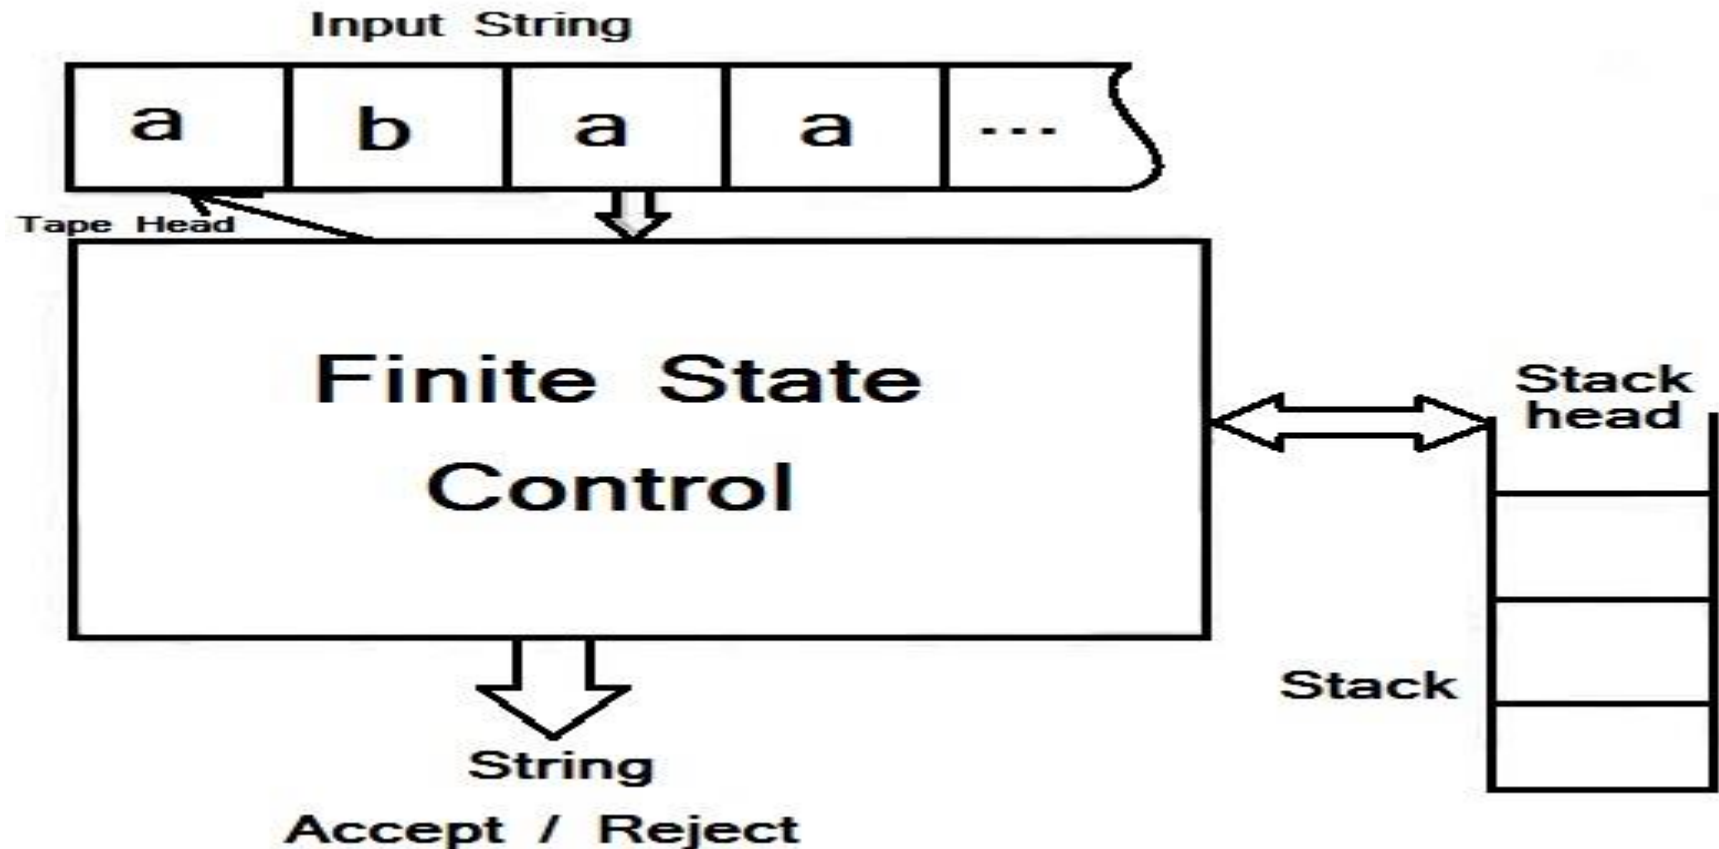 Input String
a b a a ...
Tape Head
Finite State
Control
Stack
head
Stack
String
Accept / Reject